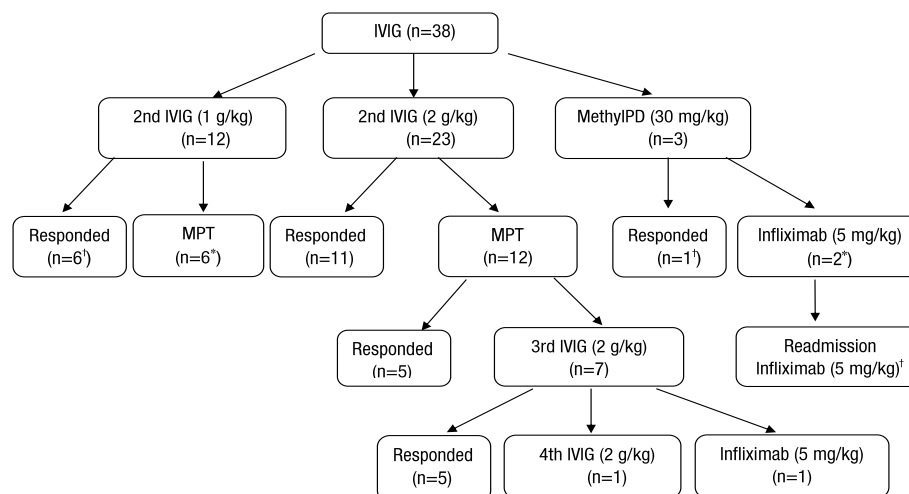 IVIG (n=38)
2nd IVIG (1 g/kg)
(n=12)
2nd IVIG (2 g/kg)
(n=23)
MethylPD (30 mg/kg)
(n=3)
Responded
(n=6†)
MPT
(n=6*)
Responded
(n=11)
MPT
(n=12)
Responded
(n=1†)
Infliximab (5 mg/kg)
(n=2*)
Responded
(n=5)
3rd IVIG (2 g/kg)
(n=7)
Readmission
Infliximab (5 mg/kg)†
Responded
(n=5)
4th IVIG (2 g/kg)
(n=1)
Infliximab (5 mg/kg)
(n=1)